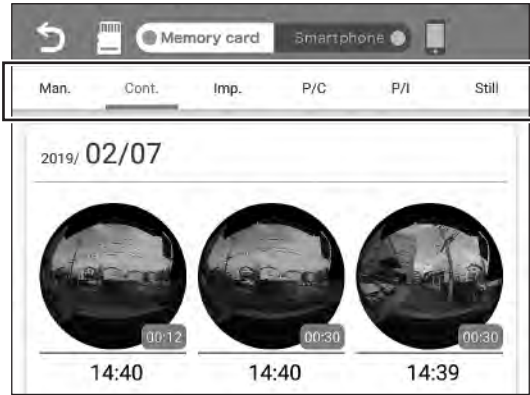 Memory card Smartphone
Man. Cont. Imp. P/C P/I Still
2019/ 02/07
00:12 00:30 00:30
14:40 14:40 14:39